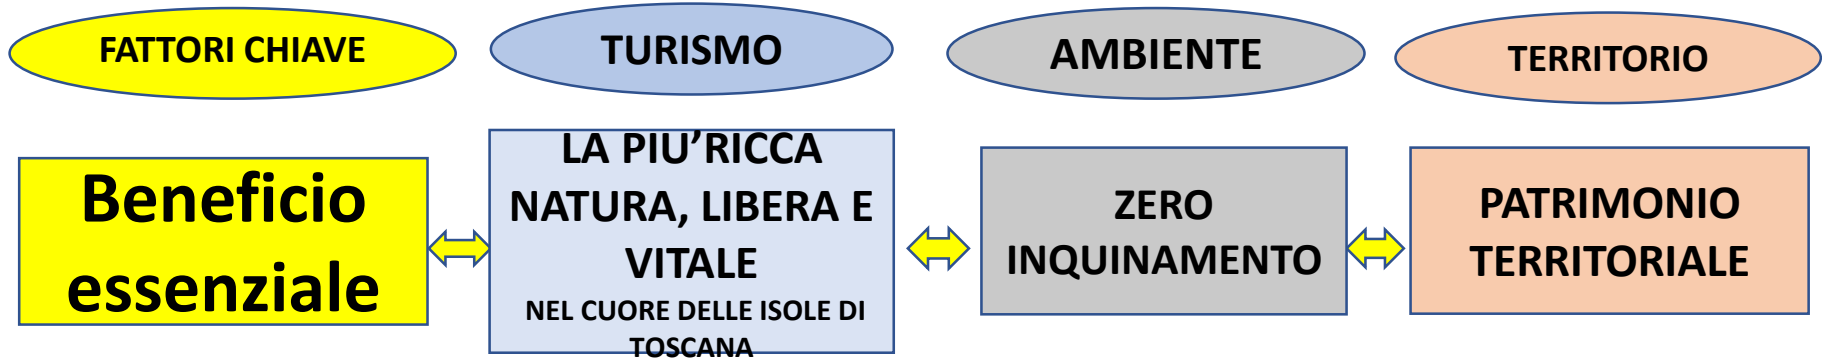 FATTORI CHIAVE
TURISMO
AMBIENTE
TERRITORIO
Beneficio
essenziale
LA PIU’RICCA
NATURA, LIBERA E
VITALE
NEL CUORE DELLE ISOLE DI
TOSCANA
ZERO
INQUINAMENTO
PATRIMONIO
TERRITORIALE